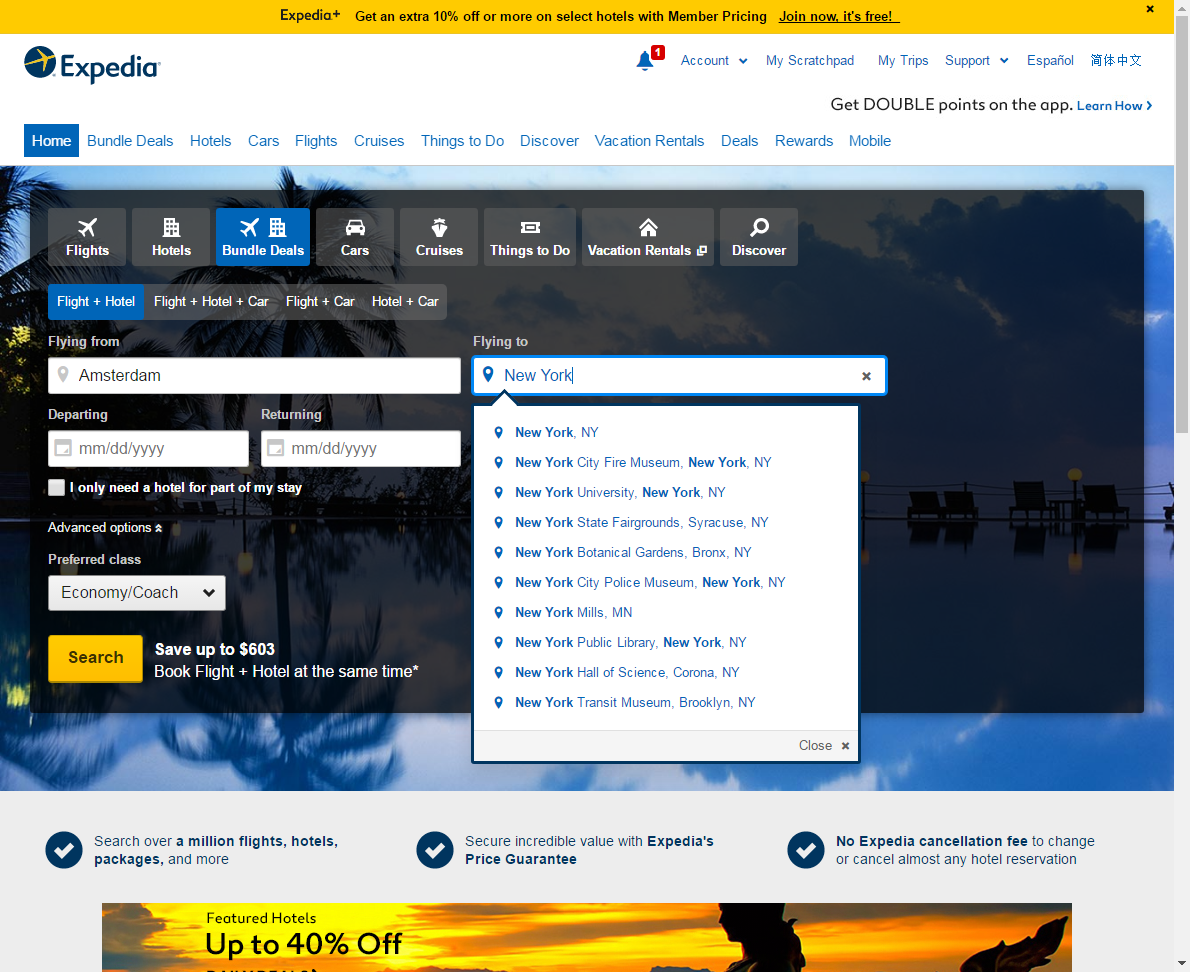 Expedia+ Get an extra 10% off or more on select hotels with Member Pricing Join now, it's free!
Expedia
1 Account My Scratchpad My Trips Support Español 简体中文
Get DOUBLE points on the app. Learn How
Home Bundle Deals Hotels Cars Flights Cruises Things to Do Discover Vacation Rentals Deals Rewards Mobile
Flights Hotels Bundle Deals Cars Cruises Things to Do Vacation Rentals Discover
Flight + Hotel Flight + Hotel + Car Flight + Car Hotel + Car
Flying from Flying to
Amsterdam New York
Departing Returning
mm/dd/yyyy mm/dd/yyyy
I only need a hotel for part of my stay
Advanced options
Preferred class
Economy/Coach
Search Save up to $603
Book Flight + Hotel at the same time*
New York, NY
New York City Fire Museum, New York, NY
New York University, New York, NY
New York State Fairgrounds, Syracuse, NY
New York Botanical Gardens, Bronx, NY
New York City Police Museum, New York, NY
New York Mills, MN
New York Public Library, New York, NY
New York Hall of Science, Corona, NY
New York Transit Museum, Brooklyn, NY
Close
Search over a million flights, hotels,
packages, and more
Secure incredible value with Expedia's
Price Guarantee
No Expedia cancellation fee to change
or cancel almost any hotel reservation
Featured Hotels
Up to 40% Off